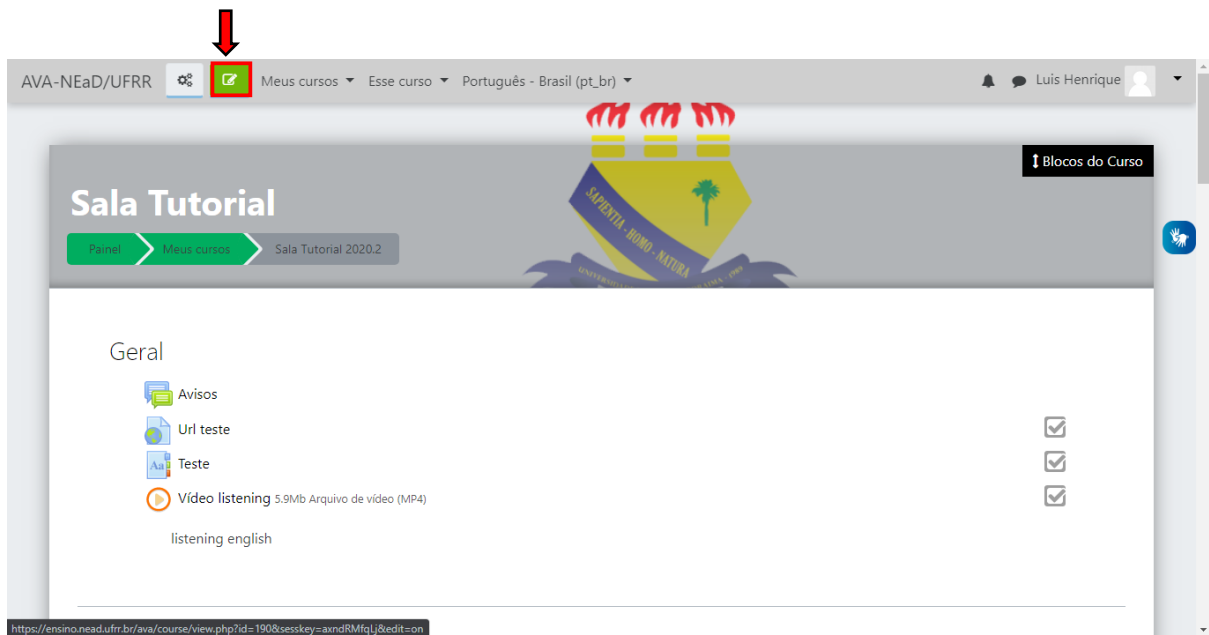 AVA-NEaD/UFRR Meus cursos Esse curso Português - Brasil (pt_br) Luis Henrique
Blocos do Curso
Sala Tutorial
Painel Meus cursos Sala Tutorial 2020.2
SAPIENTIA - HOMO - NATURA
Geral
Avisos
Url teste
Aa Teste
Vídeo listening 5.9Mb Arquivo de vídeo (MP4)
listening english
https://ensino.nead.ufrr.br/ava/course/view.php?id=190&sesskey=axndRMfqLj&edit=on